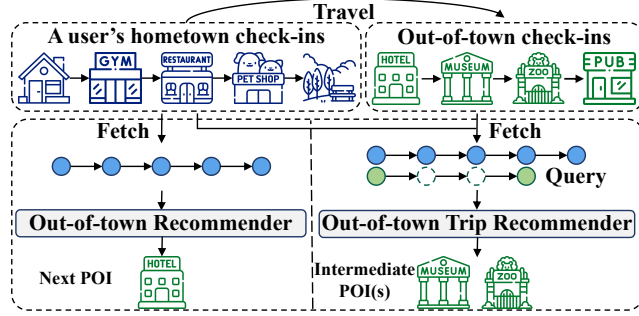 Travel
A user's hometown check-ins
Out-of-town check-ins
GYM
RESTAURANT
PET SHOP
HOTEL
MUSEUM
ZOO
PUB
Fetch
Fetch
Query
Out-of-town Recommender
Out-of-town Trip Recommender
Next POI
HOTEL
Intermediate
POI(s)
MUSEUM
ZOO